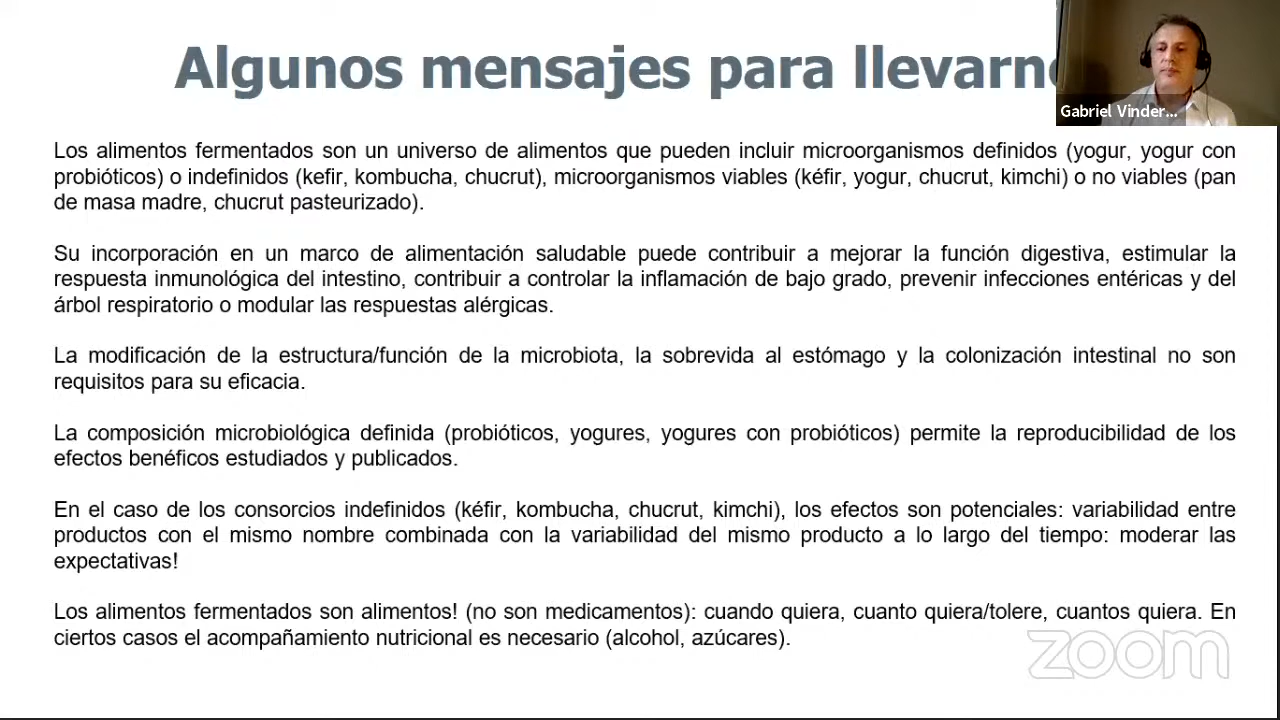 Algunos mensajes para llevarn
Gabriel Vinder...
Los alimentos fermentados son un universo de alimentos que pueden incluir microorganismos definidos (yogur, yogur con
probióticos) o indefinidos (kefir, kombucha, chucrut), microorganismos viables (kéfir, yogur, chucrut, kimchi) o no viables (pan
de masa madre, chucrut pasteurizado).
Su incorporación en un marco de alimentación saludable puede contribuir a mejorar la función digestiva, estimular la
respuesta inmunológica del intestino, contribuir a controlar la inflamación de bajo grado, prevenir infecciones entéricas y del
árbol respiratorio o modular las respuestas alérgicas.
La modificación de la estructura/función de la microbiota, la sobrevida al estómago y la colonización intestinal no son
requisitos para su eficacia.
La composición microbiológica definida (probióticos, yogures, yogures con probióticos) permite la reproducibilidad de los
efectos benéficos estudiados y publicados.
En el caso de los consorcios indefinidos (kéfir, kombucha, chucrut, kimchi), los efectos son potenciales: variabilidad entre
productos con el mismo nombre combinada con la variabilidad del mismo producto a lo largo del tiempo: moderar las
expectativas!
Los alimentos fermentados son alimentos! (no son medicamentos): cuando quiera, cuanto quiera/tolere, cuantos quiera. En
ciertos casos el acompañamiento nutricional es necesario (alcohol, azúcares).
zoom